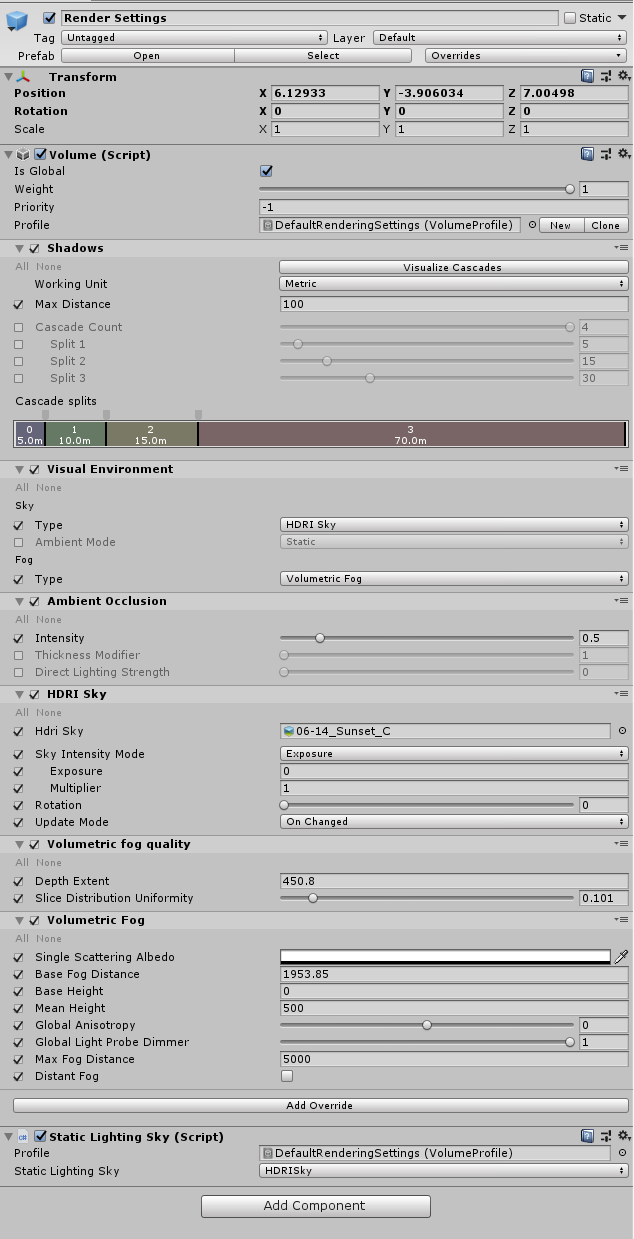 Render Settings Static
Tag Untagged Layer Default
Prefab Open Select Overrides
Transform
Position X 6.12933 Y -3.906034 Z 7.00498
Rotation X 0 Y 0 Z 0
Scale X 1 Y 1 Z 1
Volume (Script)
Is Global
Weight 1
Priority -1
Profile DefaultRenderingSettings (VolumeProfile) New Clone
Shadows
All None Visualize Cascades
Working Unit Metric
Max Distance 100
Cascade Count 4
Split 1 5
Split 2 15
Split 3 30
Cascade splits
0 1 2 3
5.0m 10.0m 15.0m 70.0m
Visual Environment
All None
Sky
Type HDRI Sky
Ambient Mode Static
Fog
Type Volumetric Fog
Ambient Occlusion
All None
Intensity 0.5
Thickness Modifier 1
Direct Lighting Strength 0
HDRI Sky
All None
Hdri Sky 06-14_Sunset_C
Sky Intensity Mode Exposure
Exposure 0
Multiplier 1
Rotation 0
Update Mode On Changed
Volumetric fog quality
All None
Depth Extent 450.8
Slice Distribution Uniformity 0.101
Volumetric Fog
All None
Single Scattering Albedo
Base Fog Distance 1953.85
Base Height 0
Mean Height 500
Global Anisotropy 0
Global Light Probe Dimmer 1
Max Fog Distance 5000
Distant Fog
Add Override
c# Static Lighting Sky (Script)
Profile DefaultRenderingSettings (VolumeProfile)
Static Lighting Sky HDRISky
Add Component